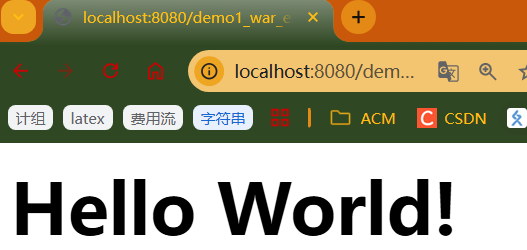 localhost:8080/demo1_war_e
localhost:8080/dem...
计组 latex 费用流 字符串 ACM CSDN
Hello World!